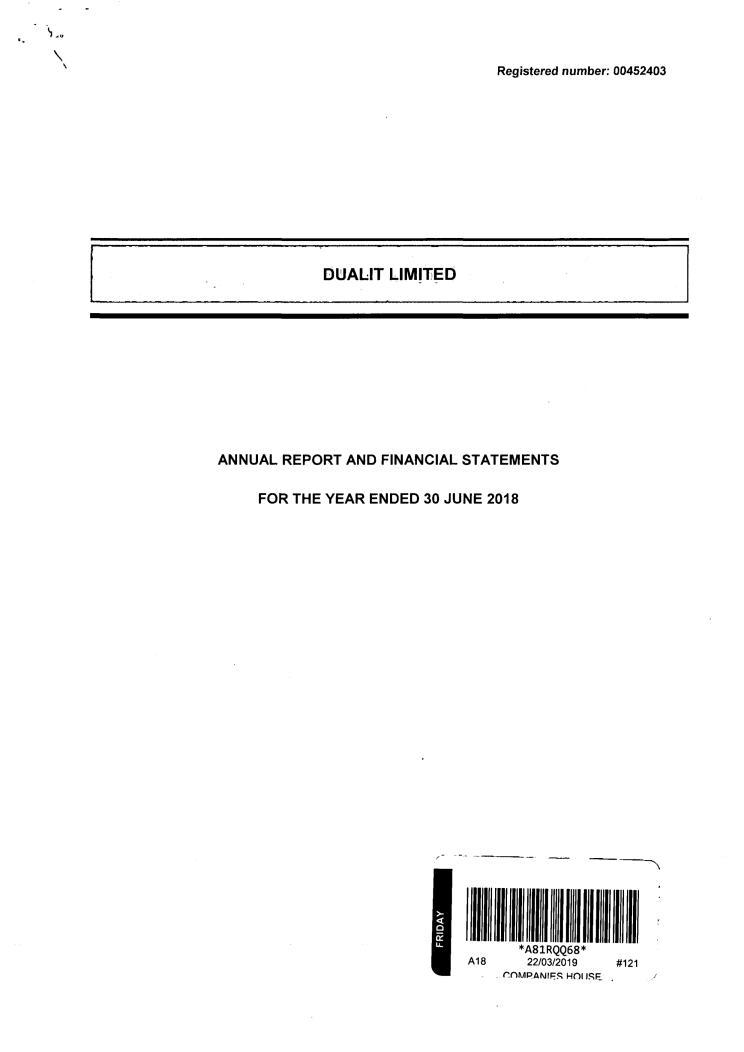 Registered number: 00452403
DUALIT LIMITED
ANNUAL REPORT AND FINANCIAL STATEMENTS
FOR THE YEAR ENDED 30 JUNE 2018
FRIDAY
*A81RQQ68*
A18 22/03/2019 #121
COMPANIES HOUSE